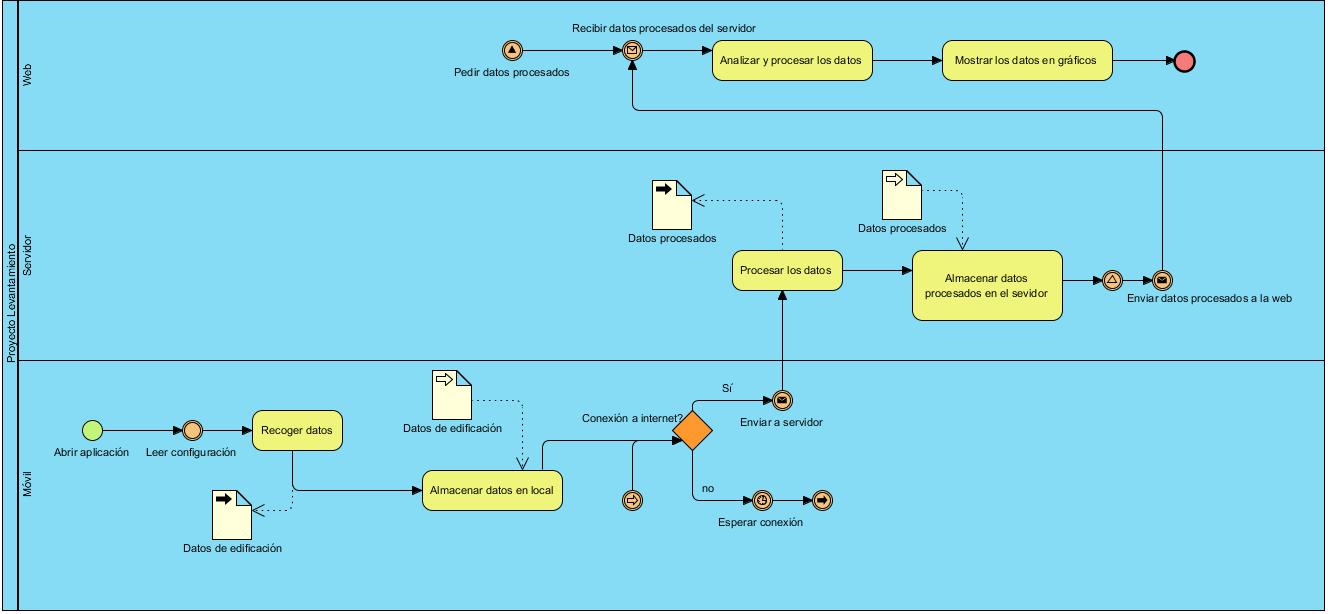 Proyecto Levantamiento
Web
Recibir datos procesados del servidor
Pedir datos procesados
Analizar y procesar los datos
Mostrar los datos en gráficos
Servidor
Datos procesados
Datos procesados
Procesar los datos
Almacenar datos
procesados en el sevidor
Enviar datos procesados a la web
Móvil
Abrir aplicación
Leer configuración
Recoger datos
Datos de edificación
Datos de edificación
Almacenar datos en local
Conexión a internet?
Sí
Enviar a servidor
no
Esperar conexión